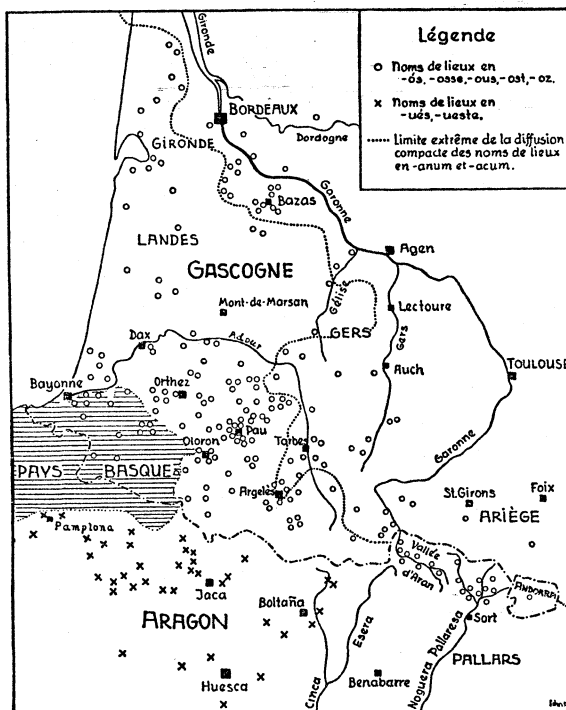 Légende
Noms de lieux en
-ós, -osse, -ous, -ost, -oz.
Noms de lieux en
-ués, -uesta.
Limite extrême de la diffusion
compacte des noms de lieux
en -anum et -acum.
Gironde
BORDEAUX
Dordogne
GIRONDE
Garonne
Bazas
LANDES
Agen
GASCOGNE
Gélise
Mont-de-Marsan
Lectoure
GERS
Gers
Dax
Adour
Auch
TOULOUSE
Bayonne
Orthez
Pau
Tarbes
Garonne
Oloron
PAYS BASQUE
Argelès
St. Girons
Foix
ARIÈGE
Pamplona
Vallée
d'Aran
ANDORRA
Jaca
Boltaña
Sort
ARAGON
Esera
Noguera Pallaresa
PALLARS
Huesca
Cinca
Benabarre